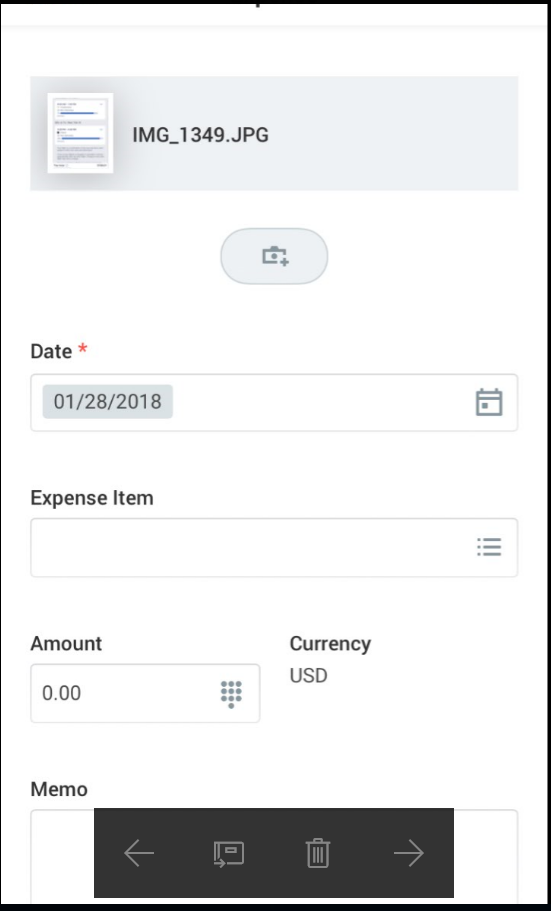 IMG_1349.JPG
Date *
01/28/2018
Expense Item
Amount
Currency
0.00
USD
Memo